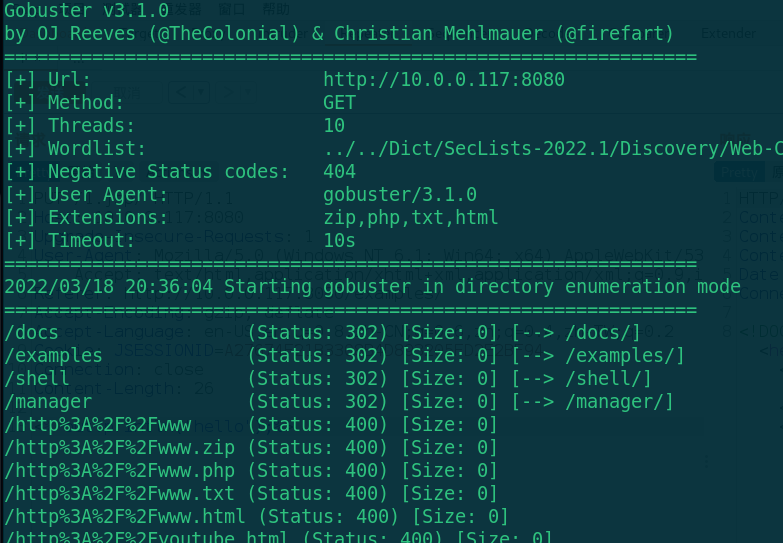 Gobuster v3.1.0
by OJ Reeves (@TheColonial) & Christian Mehlmauer (@firefart)
===============================================================
[+] Url:                     http://10.0.0.117:8080
[+] Method:                  GET
[+] Threads:                 10
[+] Wordlist:                ../../Dict/SecLists-2022.1/Discovery/Web-C
[+] Negative Status codes:   404
[+] User Agent:              gobuster/3.1.0
[+] Extensions:              zip,php,txt,html
[+] Timeout:                 10s
===============================================================
2022/03/18 20:36:04 Starting gobuster in directory enumeration mode
===============================================================
/docs                 (Status: 302) [Size: 0] [--> /docs/]
/examples             (Status: 302) [Size: 0] [--> /examples/]
/shell                (Status: 302) [Size: 0] [--> /shell/]
/manager              (Status: 302) [Size: 0] [--> /manager/]
/http%3A%2F%2Fwww     (Status: 400) [Size: 0]
/http%3A%2F%2Fwww.zip (Status: 400) [Size: 0]
/http%3A%2F%2Fwww.php (Status: 400) [Size: 0]
/http%3A%2F%2Fwww.txt (Status: 400) [Size: 0]
/http%3A%2F%2Fwww.html (Status: 400) [Size: 0]
/http%3A%2F%2Fyoutube.html (Status: 400) [Size: 0]